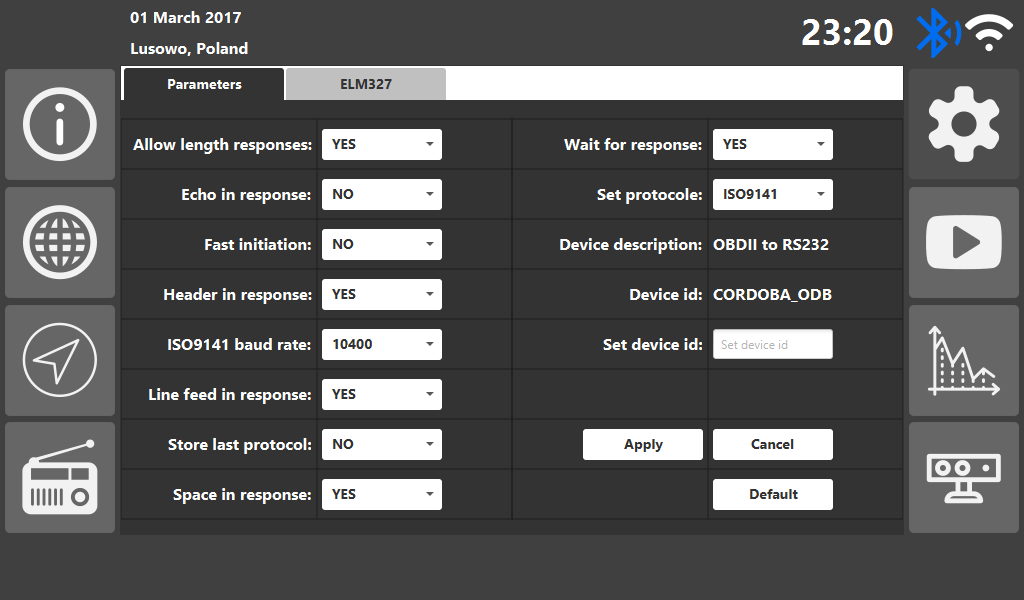 01 March 2017
Lusowo, Poland
23:20
Parameters
ELM327
Allow length responses: YES
Wait for response: YES
Echo in response: NO
Set protocole: ISO9141
Fast initiation: NO
Device description: OBDII to RS232
Header in response: YES
Device id: CORDOBA_ODB
ISO9141 baud rate: 10400
Set device id: Set device id
Line feed in response: YES
Store last protocol: NO
Apply
Cancel
Space in response: YES
Default